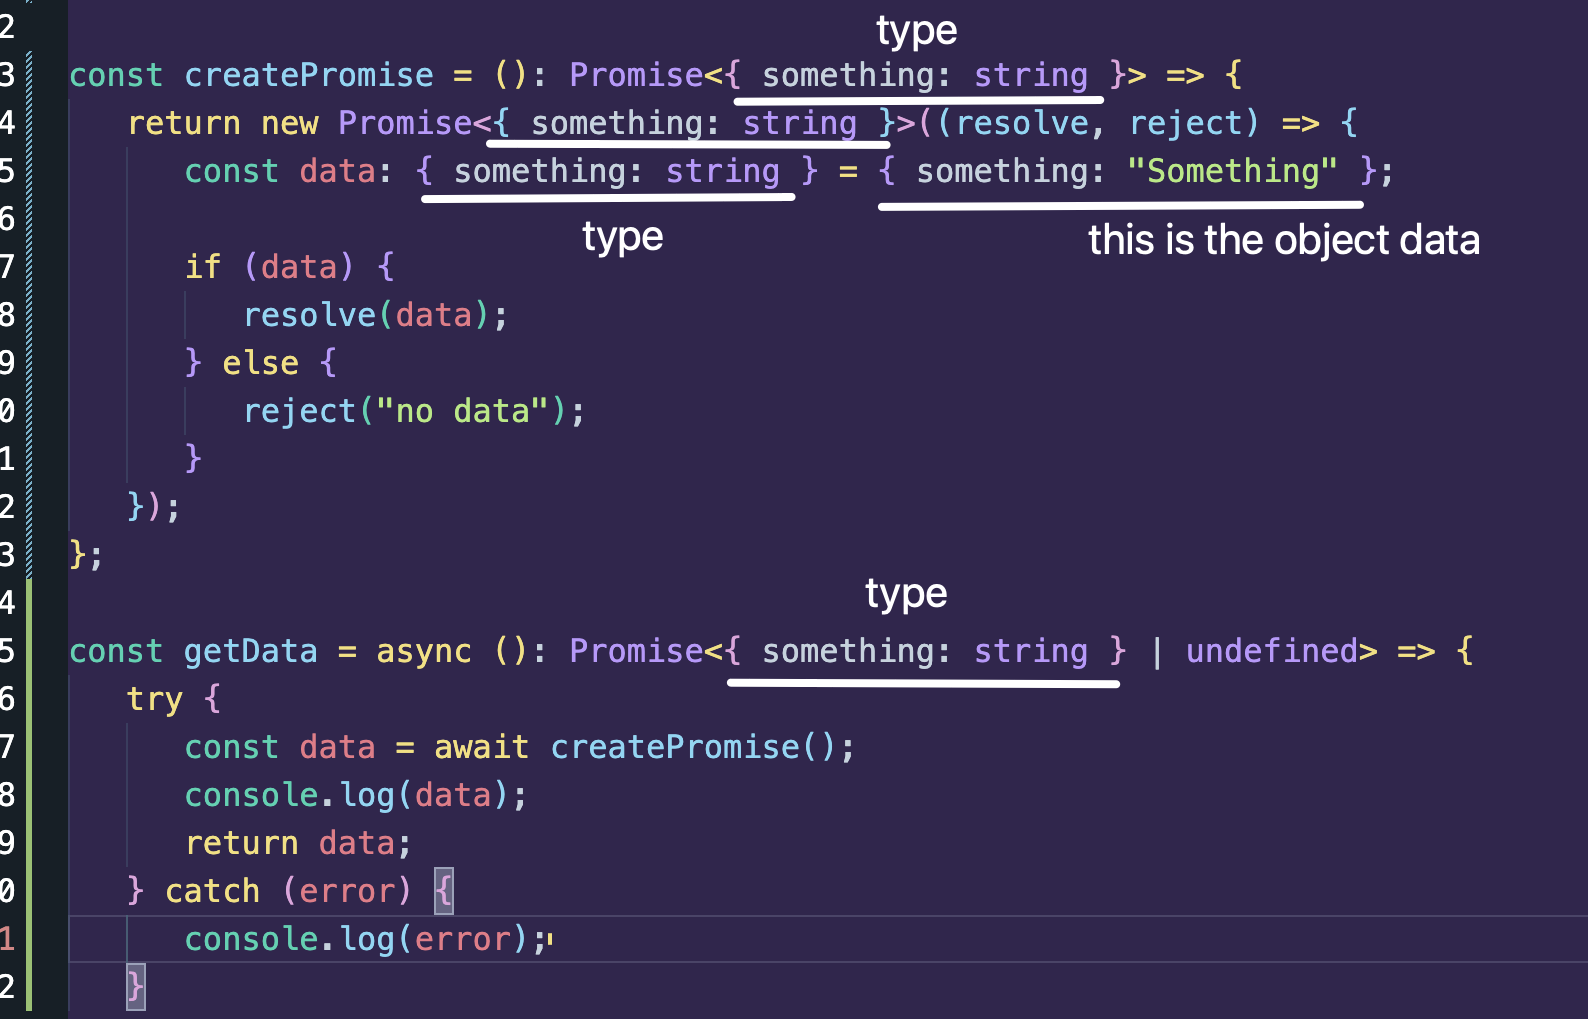 type
2
3 const createPromise = (): Promise<{ something: string }> => {
4 return new Promise<{ something: string }>((resolve, reject) => {
5 const data: { something: string } = { something: "Something" };
6 type this is the object data
7 if (data) {
8 resolve(data);
9 } else {
0 reject("no data");
1 }
2 });
3 };
4 type
5 const getData = async (): Promise<{ something: string } | undefined> => {
6 try {
7 const data = await createPromise();
8 console.log(data);
9 return data;
0 } catch (error) {
1 console.log(error);
2 }